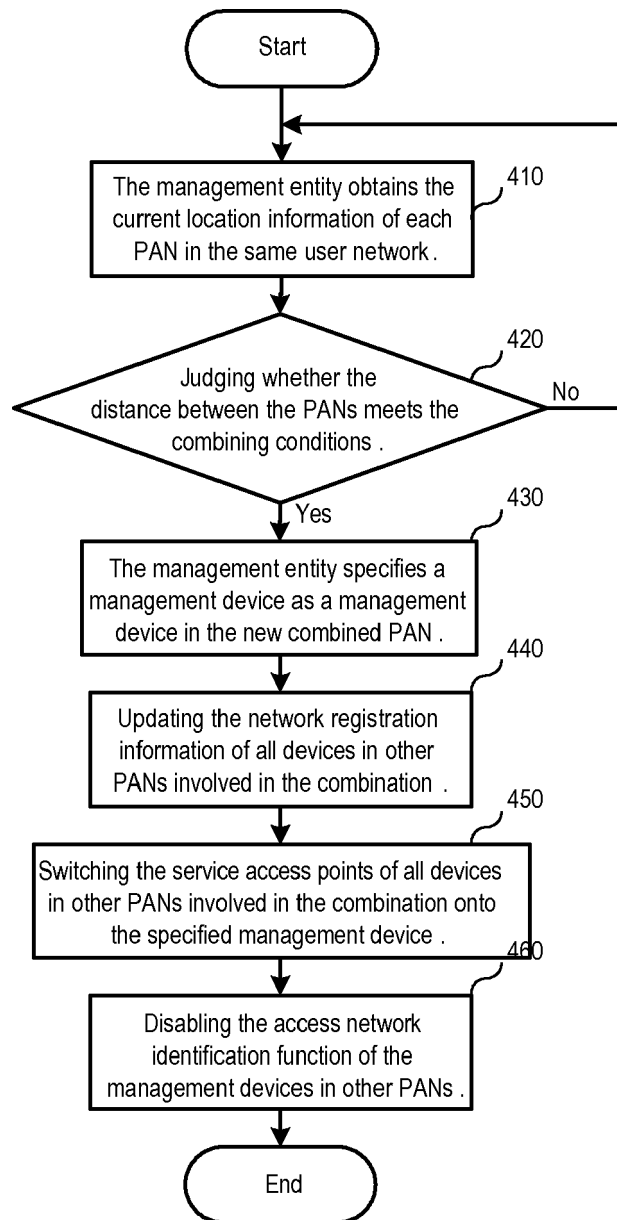 Start
The management entity obtains the
current location information of each
PAN in the same user network .
410
420
Judging whether the
distance between the PANs meets the
combining conditions .
No
Yes
430
The management entity specifies a
management device as a management
device in the new combined PAN .
440
Updating the network registration
information of all devices in other
PANs involved in the combination .
450
Switching the service access points of all devices
in other PANs involved in the combination onto
the specified management device .
460
Disabling the access network
identification function of the
management devices in other PANs .
End